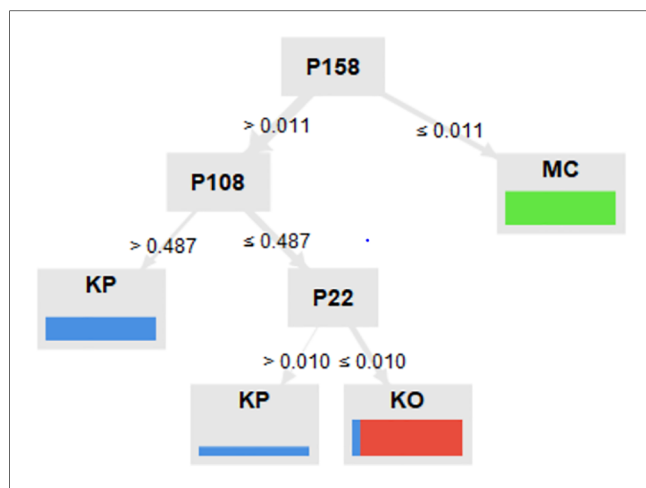 P158
> 0.011
≤ 0.011
P108
MC
> 0.487
≤ 0.487
KP
P22
> 0.010
≤ 0.010
KP
KO